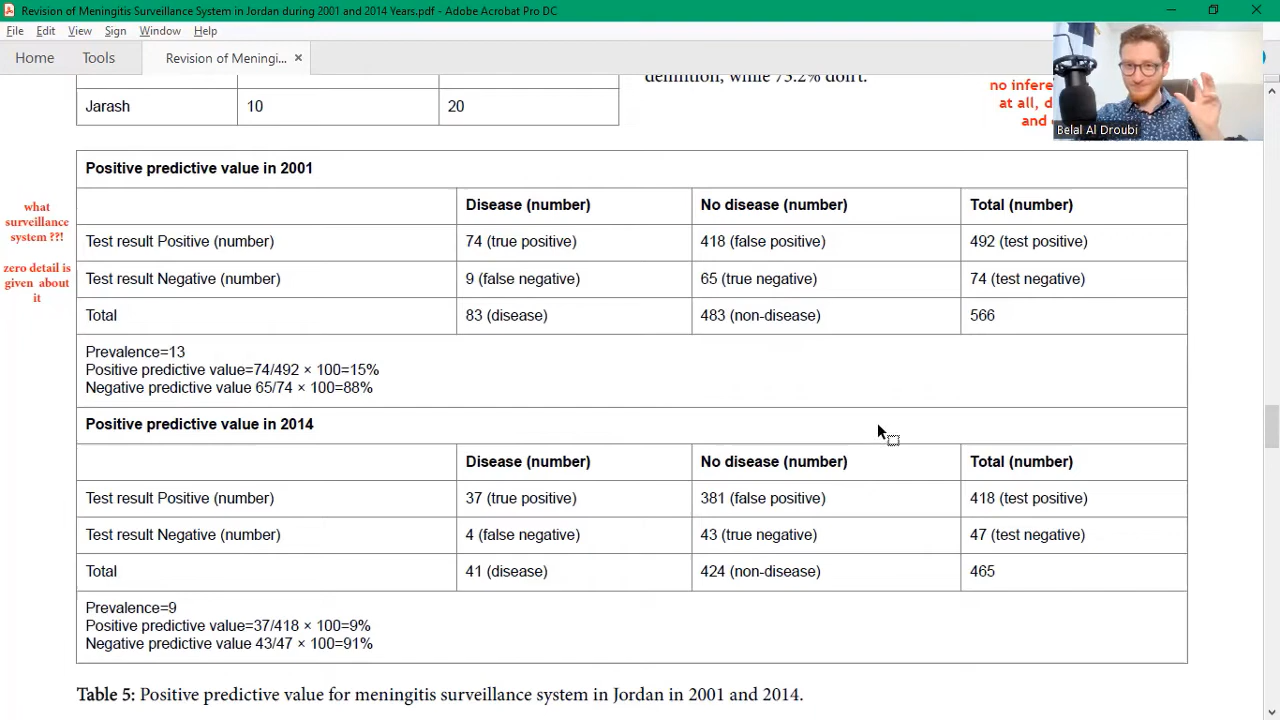 Revision of Meningitis Surveillance System in Jordan during 2001 and 2014 Years.pdf - Adobe Acrobat Pro DC
File Edit View Sign Window Help
Home Tools Revision of Meningi... ×
definition, while 73.2% don't.
no infere
at all, d
and
Belal Al Droubi
Jarash 10 20
Positive predictive value in 2001
Disease (number) No disease (number) Total (number)
what
surveillance
system ??!
zero detail is
given about
it
Test result Positive (number) 74 (true positive) 418 (false positive) 492 (test positive)
Test result Negative (number) 9 (false negative) 65 (true negative) 74 (test negative)
Total 83 (disease) 483 (non-disease) 566
Prevalence=13
Positive predictive value=74/492 × 100=15%
Negative predictive value 65/74 × 100=88%
Positive predictive value in 2014
Disease (number) No disease (number) Total (number)
Test result Positive (number) 37 (true positive) 381 (false positive) 418 (test positive)
Test result Negative (number) 4 (false negative) 43 (true negative) 47 (test negative)
Total 41 (disease) 424 (non-disease) 465
Prevalence=9
Positive predictive value=37/418 × 100=9%
Negative predictive value 43/47 × 100=91%
Table 5: Positive predictive value for meningitis surveillance system in Jordan in 2001 and 2014.